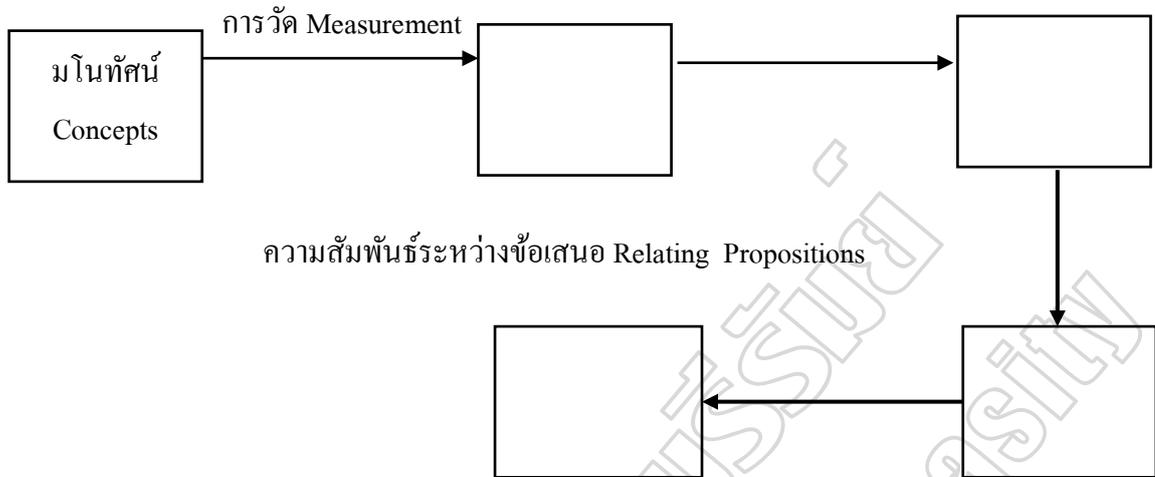 การวัด Measurement
มโนทัศน์
Concepts
ความสัมพันธ์ระหว่างข้อเสนอ Relating Propositions